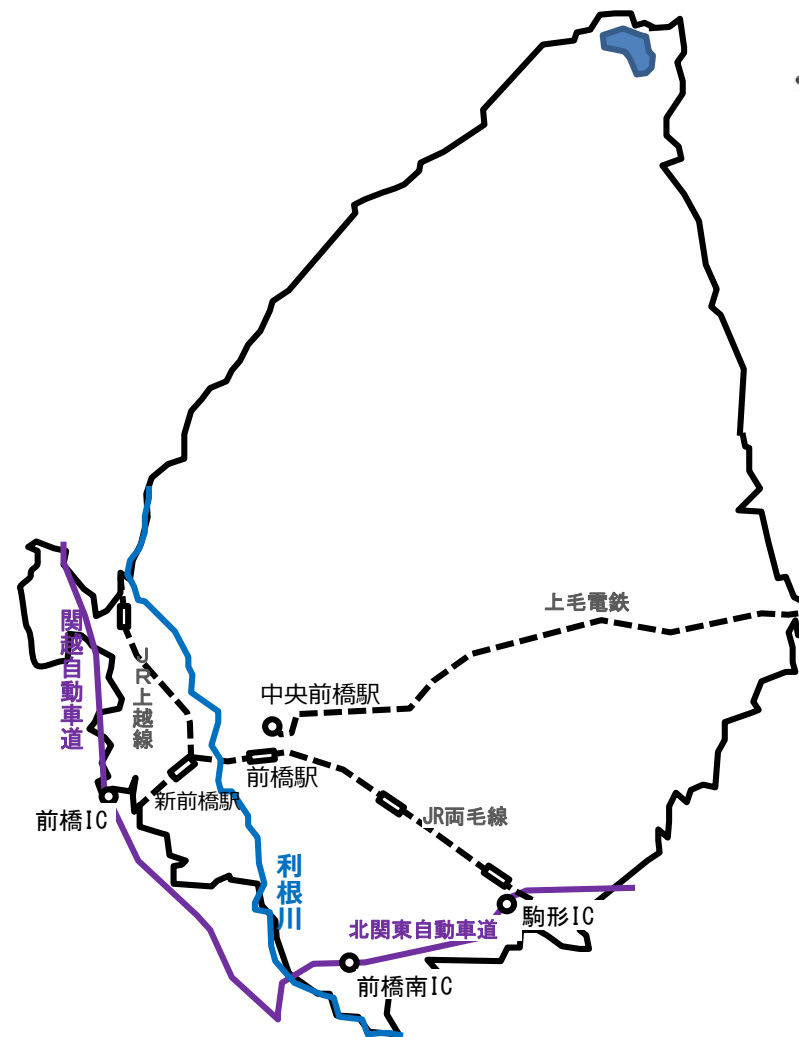 上毛電鉄
関越自動車道
JR上越線
中央前橋駅
前橋駅
新前橋駅
前橋IC
JR両毛線
利根川
駒形IC
北関東自動車道
前橋南IC